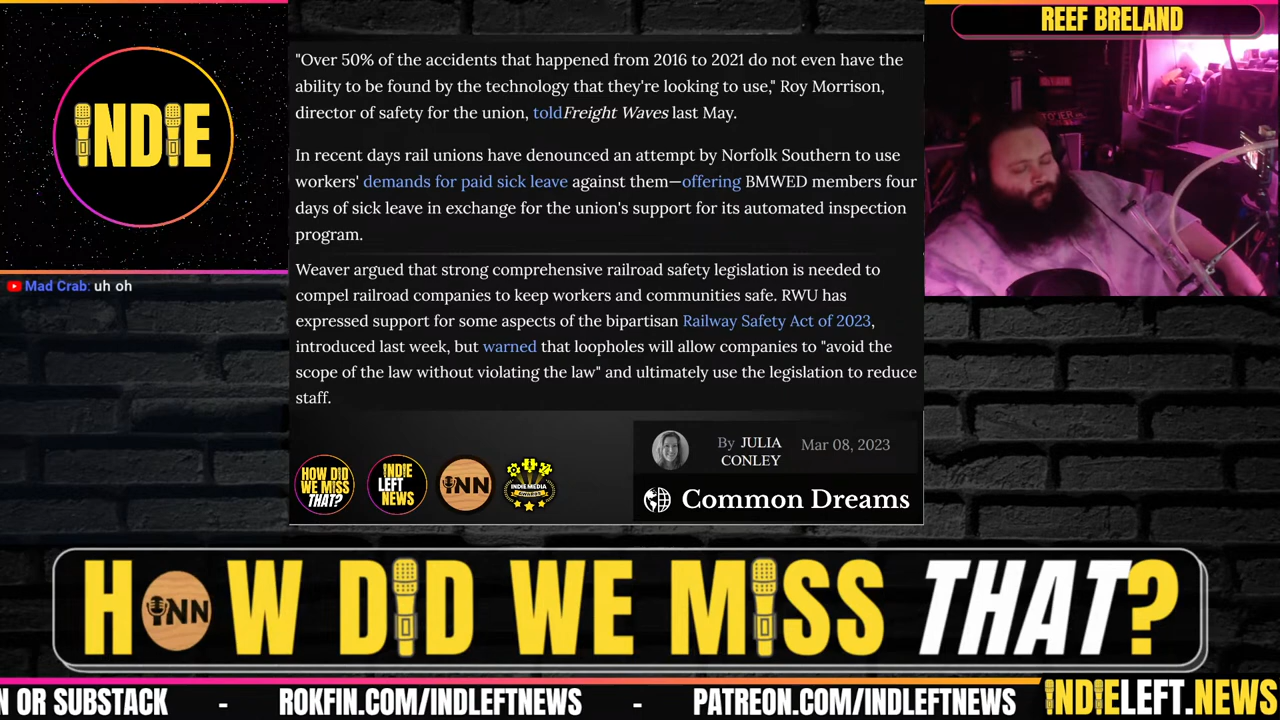 REEF BRELAND
INDIE
"Over 50% of the accidents that happened from 2016 to 2021 do not even have the
ability to be found by the technology that they're looking to use," Roy Morrison,
director of safety for the union, toldFreight Waves last May.
In recent days rail unions have denounced an attempt by Norfolk Southern to use
workers' demands for paid sick leave against them—offering BMWED members four
days of sick leave in exchange for the union's support for its automated inspection
program.
Mad Crab: uh oh
Weaver argued that strong comprehensive railroad safety legislation is needed to
compel railroad companies to keep workers and communities safe. RWU has
expressed support for some aspects of the bipartisan Railway Safety Act of 2023,
introduced last week, but warned that loopholes will allow companies to "avoid the
scope of the law without violating the law" and ultimately use the legislation to reduce
staff.
By JULIA
CONLEY
Mar 08, 2023
Common Dreams
HOW DID
WE MISS
THAT?
INDIE
LEFT
NEWS
INN
INDIE MEDIA
AWARDS
HOW DID WE MISS THAT?
INN
N OR SUBSTACK - ROKFIN.COM/INDLEFTNEWS - PATREON.COM/INDLEFTNEWS
INDIELEFT.NEWS